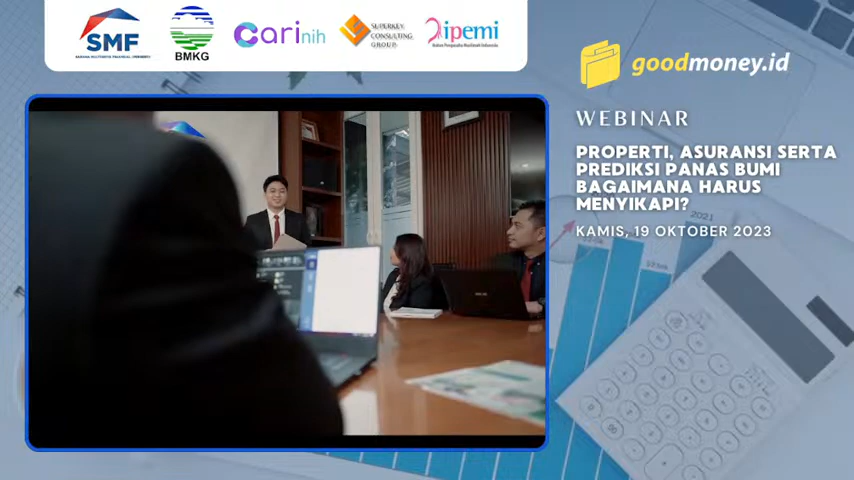 SMF
BMKG
Carinih
SUPERKEY
CONSULTING
GROUP
ipemi
goodmoney.id
WEBINAR
PROPERTI, ASURANSI SERTA
PREDIKSI PANAS BUMI
BAGAIMANA HARUS
MENYIKAPI?
KAMIS, 19 OKTOBER 2023
2021